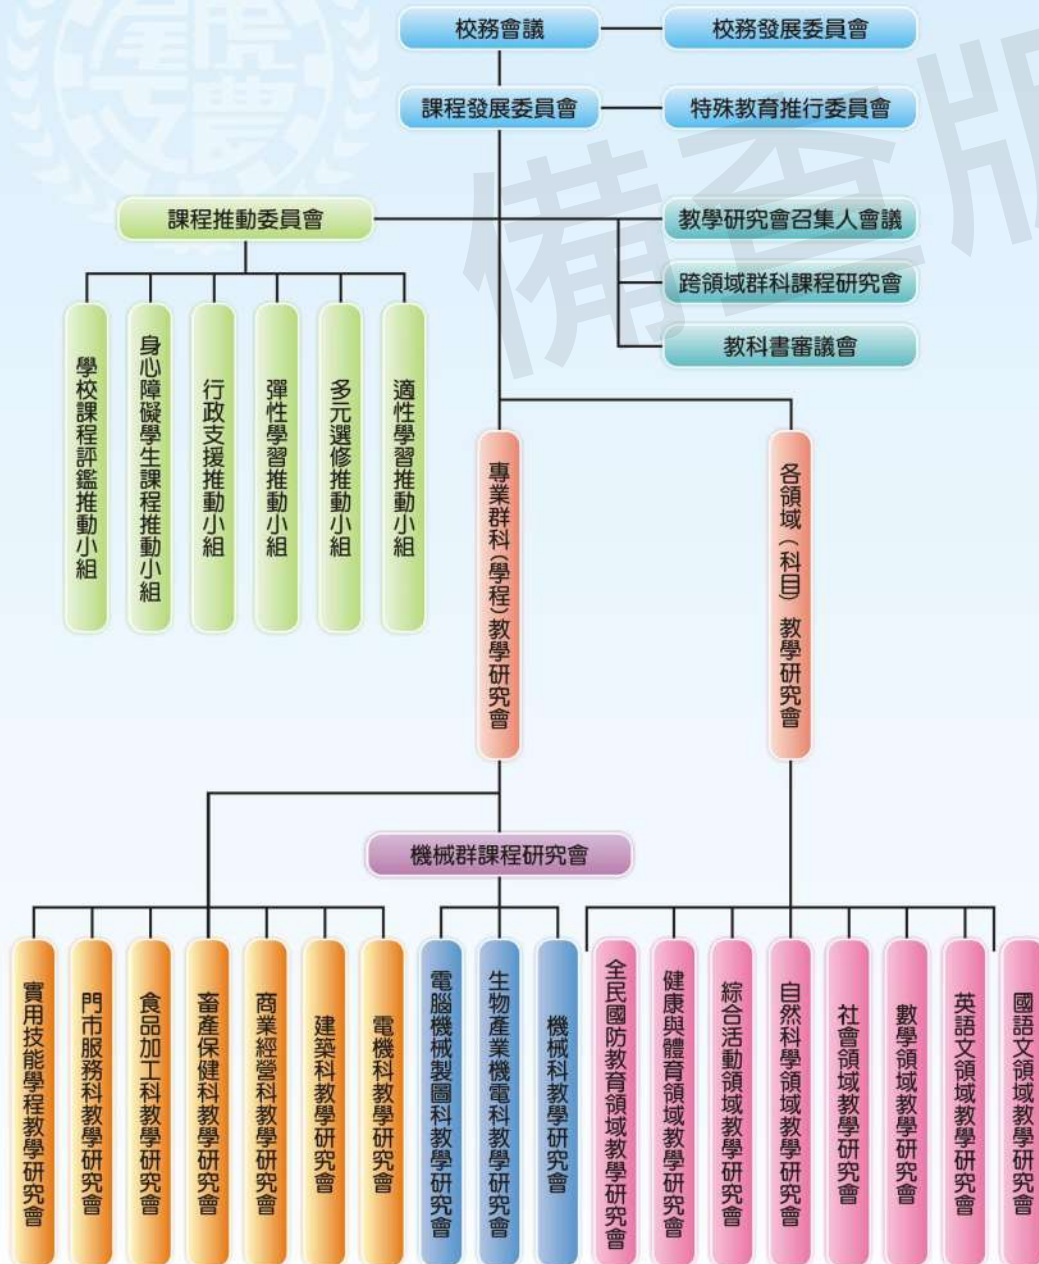 校務會議
校務發展委員會
課程發展委員會
特殊教育推行委員會
課程推動委員會
教學研究會召集人會議
跨領域群科課程研究會
教科書審議會
學校課程評鑑推動小組
身心障礙學生課程推動小組
行政支援推動小組
彈性學習推動小組
多元選修推動小組
適性學習推動小組
專業群科(學程)教學研究會
各領域（科目）教學研究會
機械群課程研究會
實用技能學程教學研究會
門市服務科教學研究會
食品加工科教學研究會
畜產保健科教學研究會
商業經營科教學研究會
建築科教學研究會
電機科教學研究會
電腦機械製圖科教學研究會
生物產業機電科教學研究會
機械科教學研究會
全民國防教育領域教學研究會
健康與體育領域教學研究會
綜合活動領域教學研究會
自然科學領域教學研究會
社會領域教學研究會
數學領域教學研究會
英語文領域教學研究會
國語文領域教學研究會
備查版